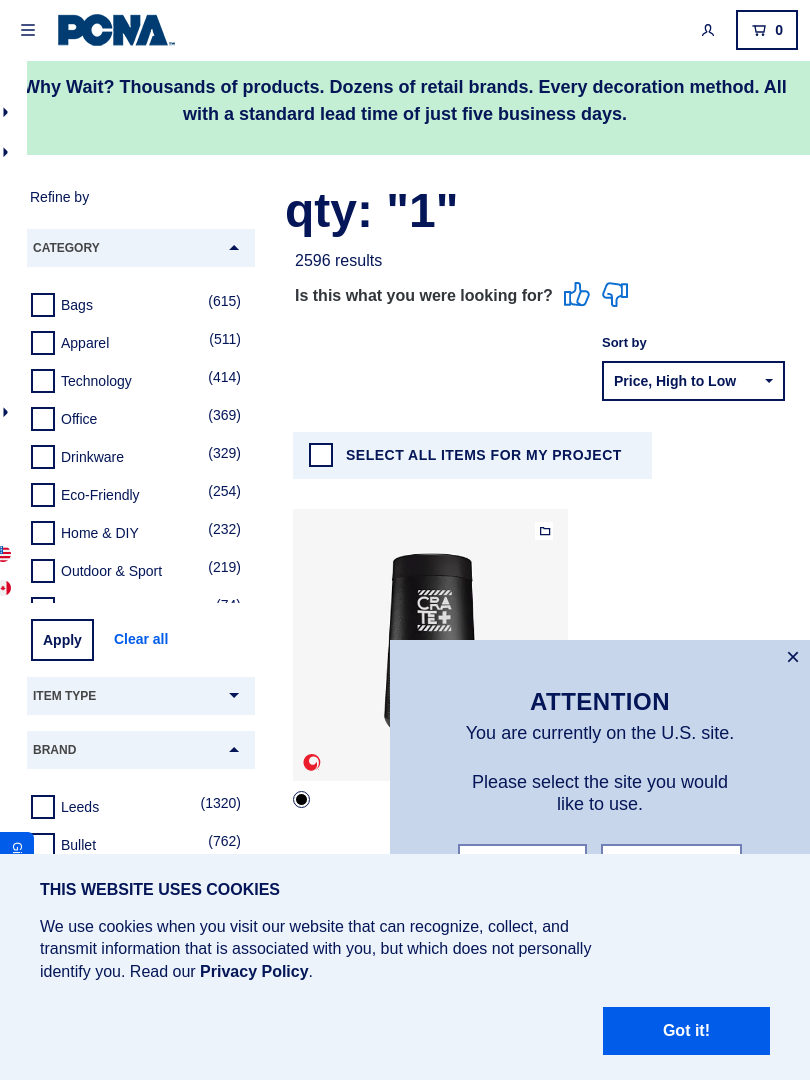 PCNA™
0
Why Wait? Thousands of products. Dozens of retail brands. Every decoration method. All
with a standard lead time of just five business days.
Refine by
qty: "1"
CATEGORY
2596 results
Is this what you were looking for?
Bags (615)
Apparel (511)
Sort by
Technology (414)
Price, High to Low
Office (369)
Drinkware (329)
SELECT ALL ITEMS FOR MY PROJECT
Eco-Friendly (254)
Home & DIY (232)
Outdoor & Sport (219)
(74)
CRA
TE+
Apply
Clear all
ITEM TYPE
ATTENTION
You are currently on the U.S. site.
BRAND
Please select the site you would
like to use.
Leeds (1320)
Bullet (762)
THIS WEBSITE USES COOKIES
We use cookies when you visit our website that can recognize, collect, and
transmit information that is associated with you, but which does not personally
identify you. Read our Privacy Policy.
Got it!